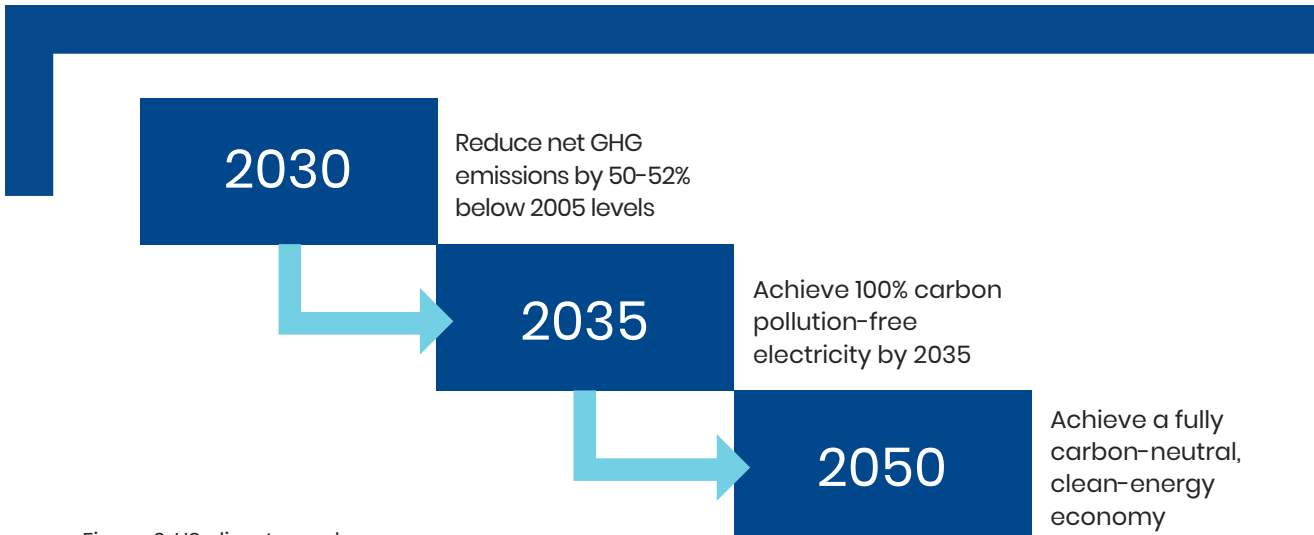 2030
Reduce net GHG
emissions by 50-52%
below 2005 levels
2035
Achieve 100% carbon
pollution-free
electricity by 2035
2050
Achieve a fully
carbon-neutral,
clean-energy
economy